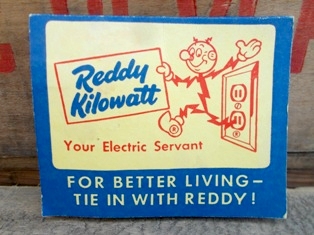 Reddy
Kilowatt
Your Electric Servant
FOR BETTER LIVING—
TIE IN WITH REDDY!